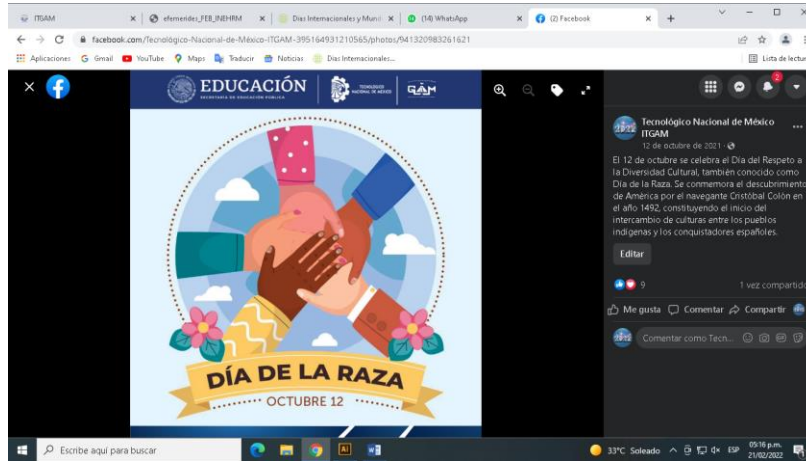 ITGAM
efemerides_FEB_INEHRM
Dias Internacionales y Mundi
(14) WhatsApp
(2) Facebook
facebook.com/Tecnológico-Nacional-de-México-ITGAM-395164931210565/photos/941320983261621
Aplicaciones
Gmail
YouTube
Maps
Traducir
Noticias
Dias Internacionales...
Lista de lectur
EDUCACIÓN
SECRETARÍA DE EDUCACIÓN PÚBLICA
TECNOLÓGICO
NACIONAL DE MÉXICO
GAM
2
DÍA DE LA RAZA
OCTUBRE 12
Tecnológico Nacional de México
ITGAM
12 de octubre de 2021
El 12 de octubre se celebra el Día del Respeto a
la Diversidad Cultural, también conocido como
Día de la Raza. Se conmemora el descubrimiento
de América por el navegante Cristóbal Colón en
el año 1492, constituyendo el inicio del
intercambio de culturas entre los pueblos
indígenas y los conquistadores españoles.
Editar
9
1 vez compartido
Me gusta
Comentar
Compartir
Comentar como Tecn...
Escribe aquí para buscar
Ai
33°C Soleado
ESP
05:16 p.m.
21/02/2022